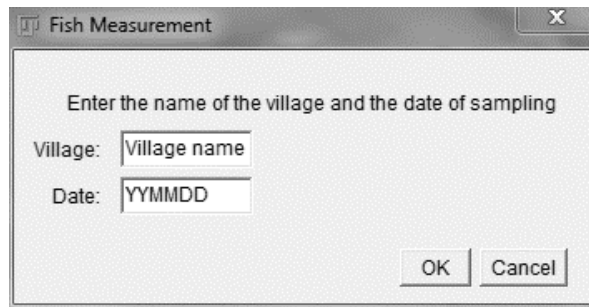 Fish Measurement
Enter the name of the village and the date of sampling
Village: Village name
Date: YYMMDD
OK Cancel